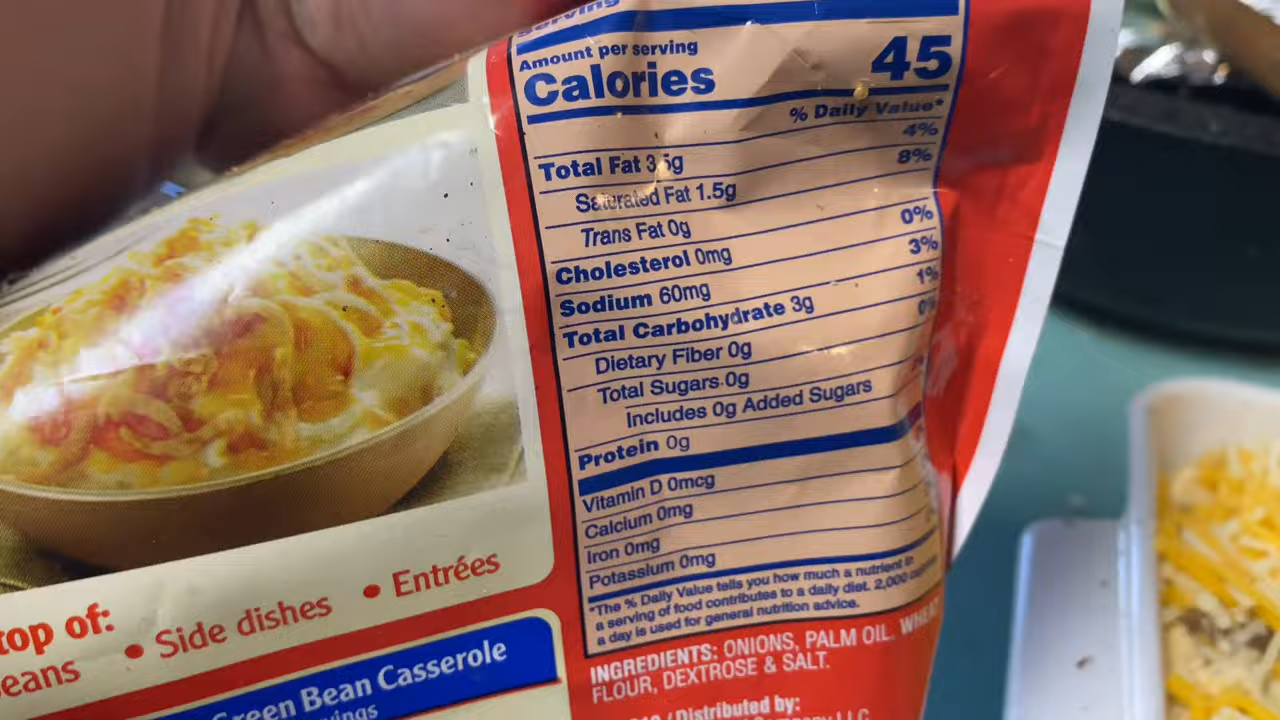 Serving
Amount per serving
Calories 45
% Daily Value*
Total Fat 3.5g 4%
Saturated Fat 1.5g 8%
Trans Fat 0g
Cholesterol 0mg 0%
Sodium 60mg 3%
Total Carbohydrate 3g 1%
Dietary Fiber 0g 0%
Total Sugars 0g
Includes 0g Added Sugars
Protein 0g
Vitamin D 0mcg
Calcium 0mg
Iron 0mg
Potassium 0mg
*The % Daily Value tells you how much a nutrient in
a serving of food contributes to a daily diet. 2,000
a day is used for general nutrition advice.
INGREDIENTS: ONIONS, PALM OIL, WHEA
FLOUR, DEXTROSE & SALT.
/ Distributed by:
LLC
top of:
eans • Side dishes • Entrées
Green Bean Casserole